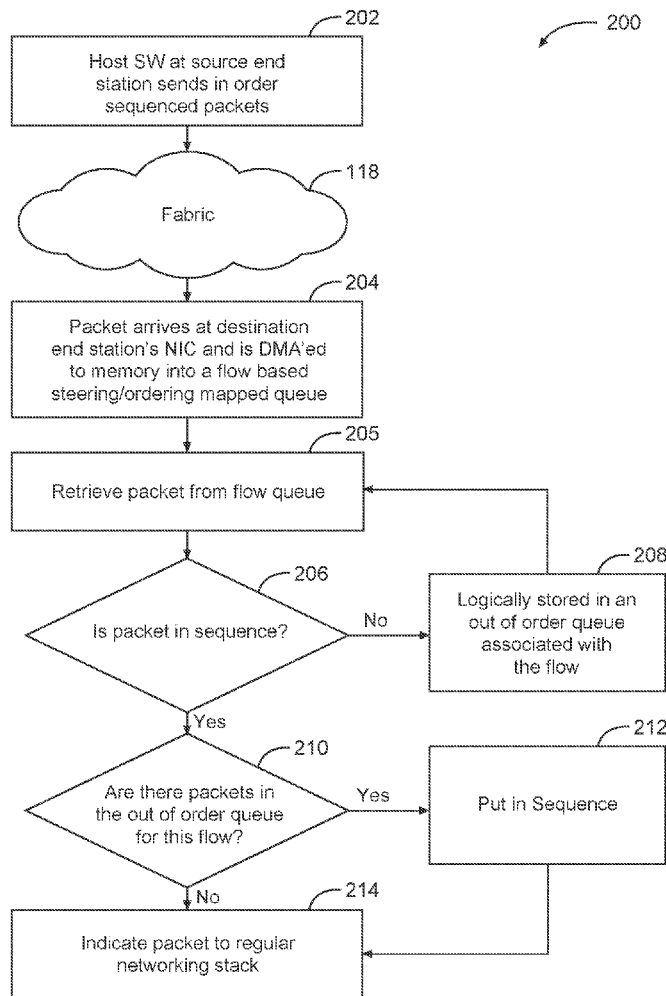 202
200
Host SW at source end
station sends in order
sequenced packets
118
Fabric
204
Packet arrives at destination
end station's NIC and is DMA'ed
to memory into a flow based
steering/ordering mapped queue
205
Retrieve packet from flow queue
206
Is packet in sequence?
No
208
Logically stored in an
out of order queue
associated with
the flow
Yes
210
Are there packets in
the out of order queue
for this flow?
Yes
212
Put in Sequence
No
214
Indicate packet to regular
networking stack